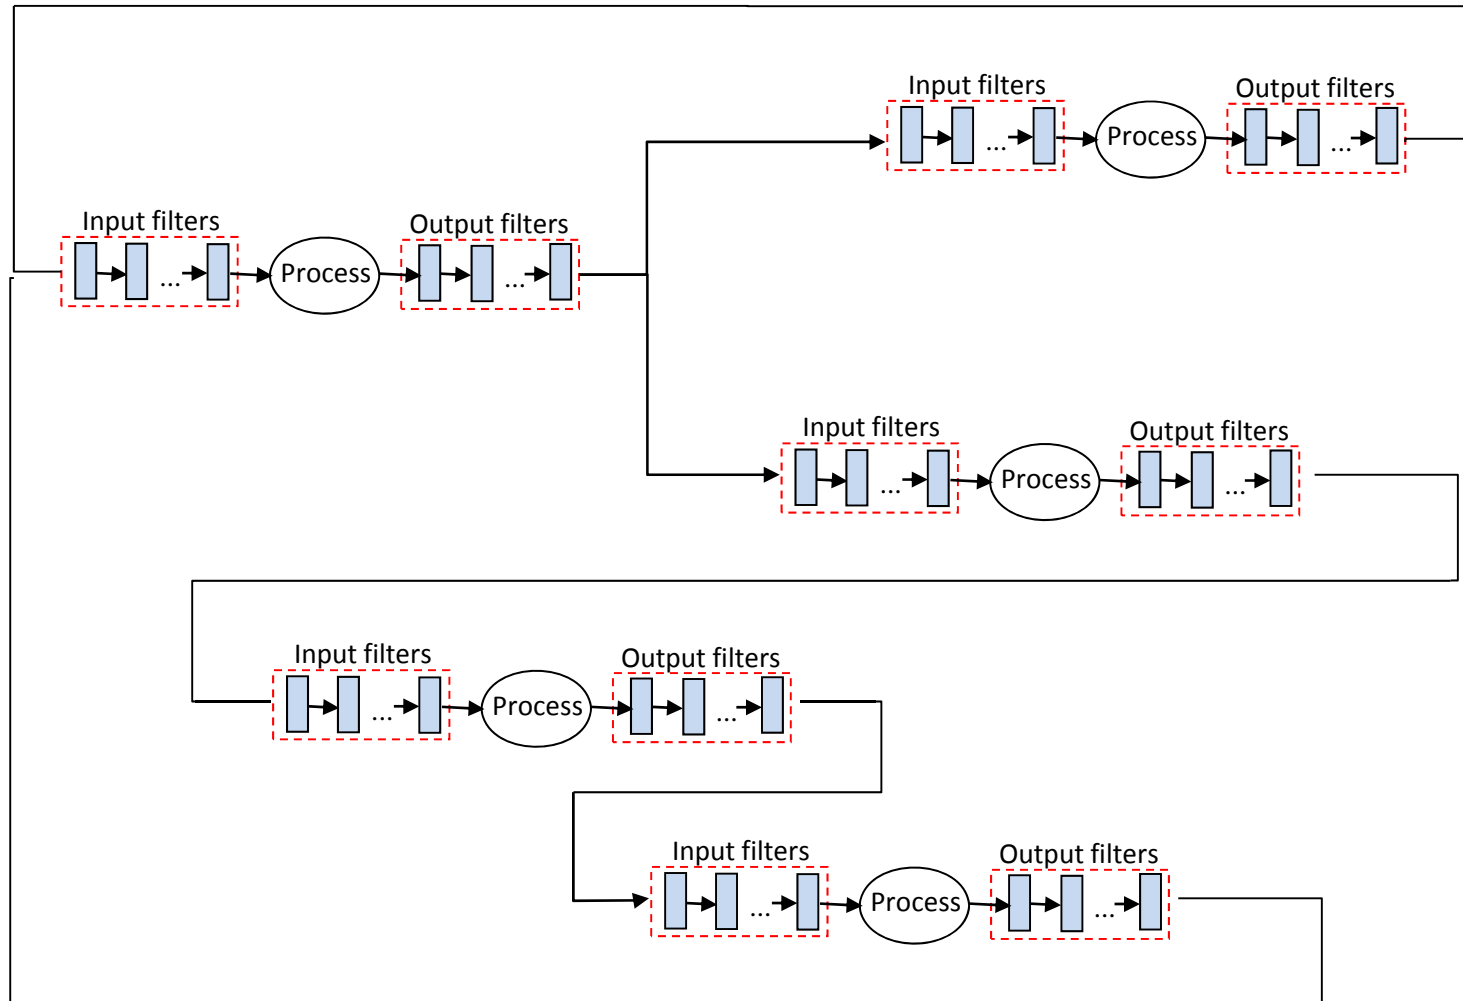 Input filters
Output filters
...
Process
...
Input filters
Output filters
...
Process
...
Input filters
Output filters
...
Process
...
Input filters
Output filters
...
Process
...
Input filters
Output filters
...
Process
...